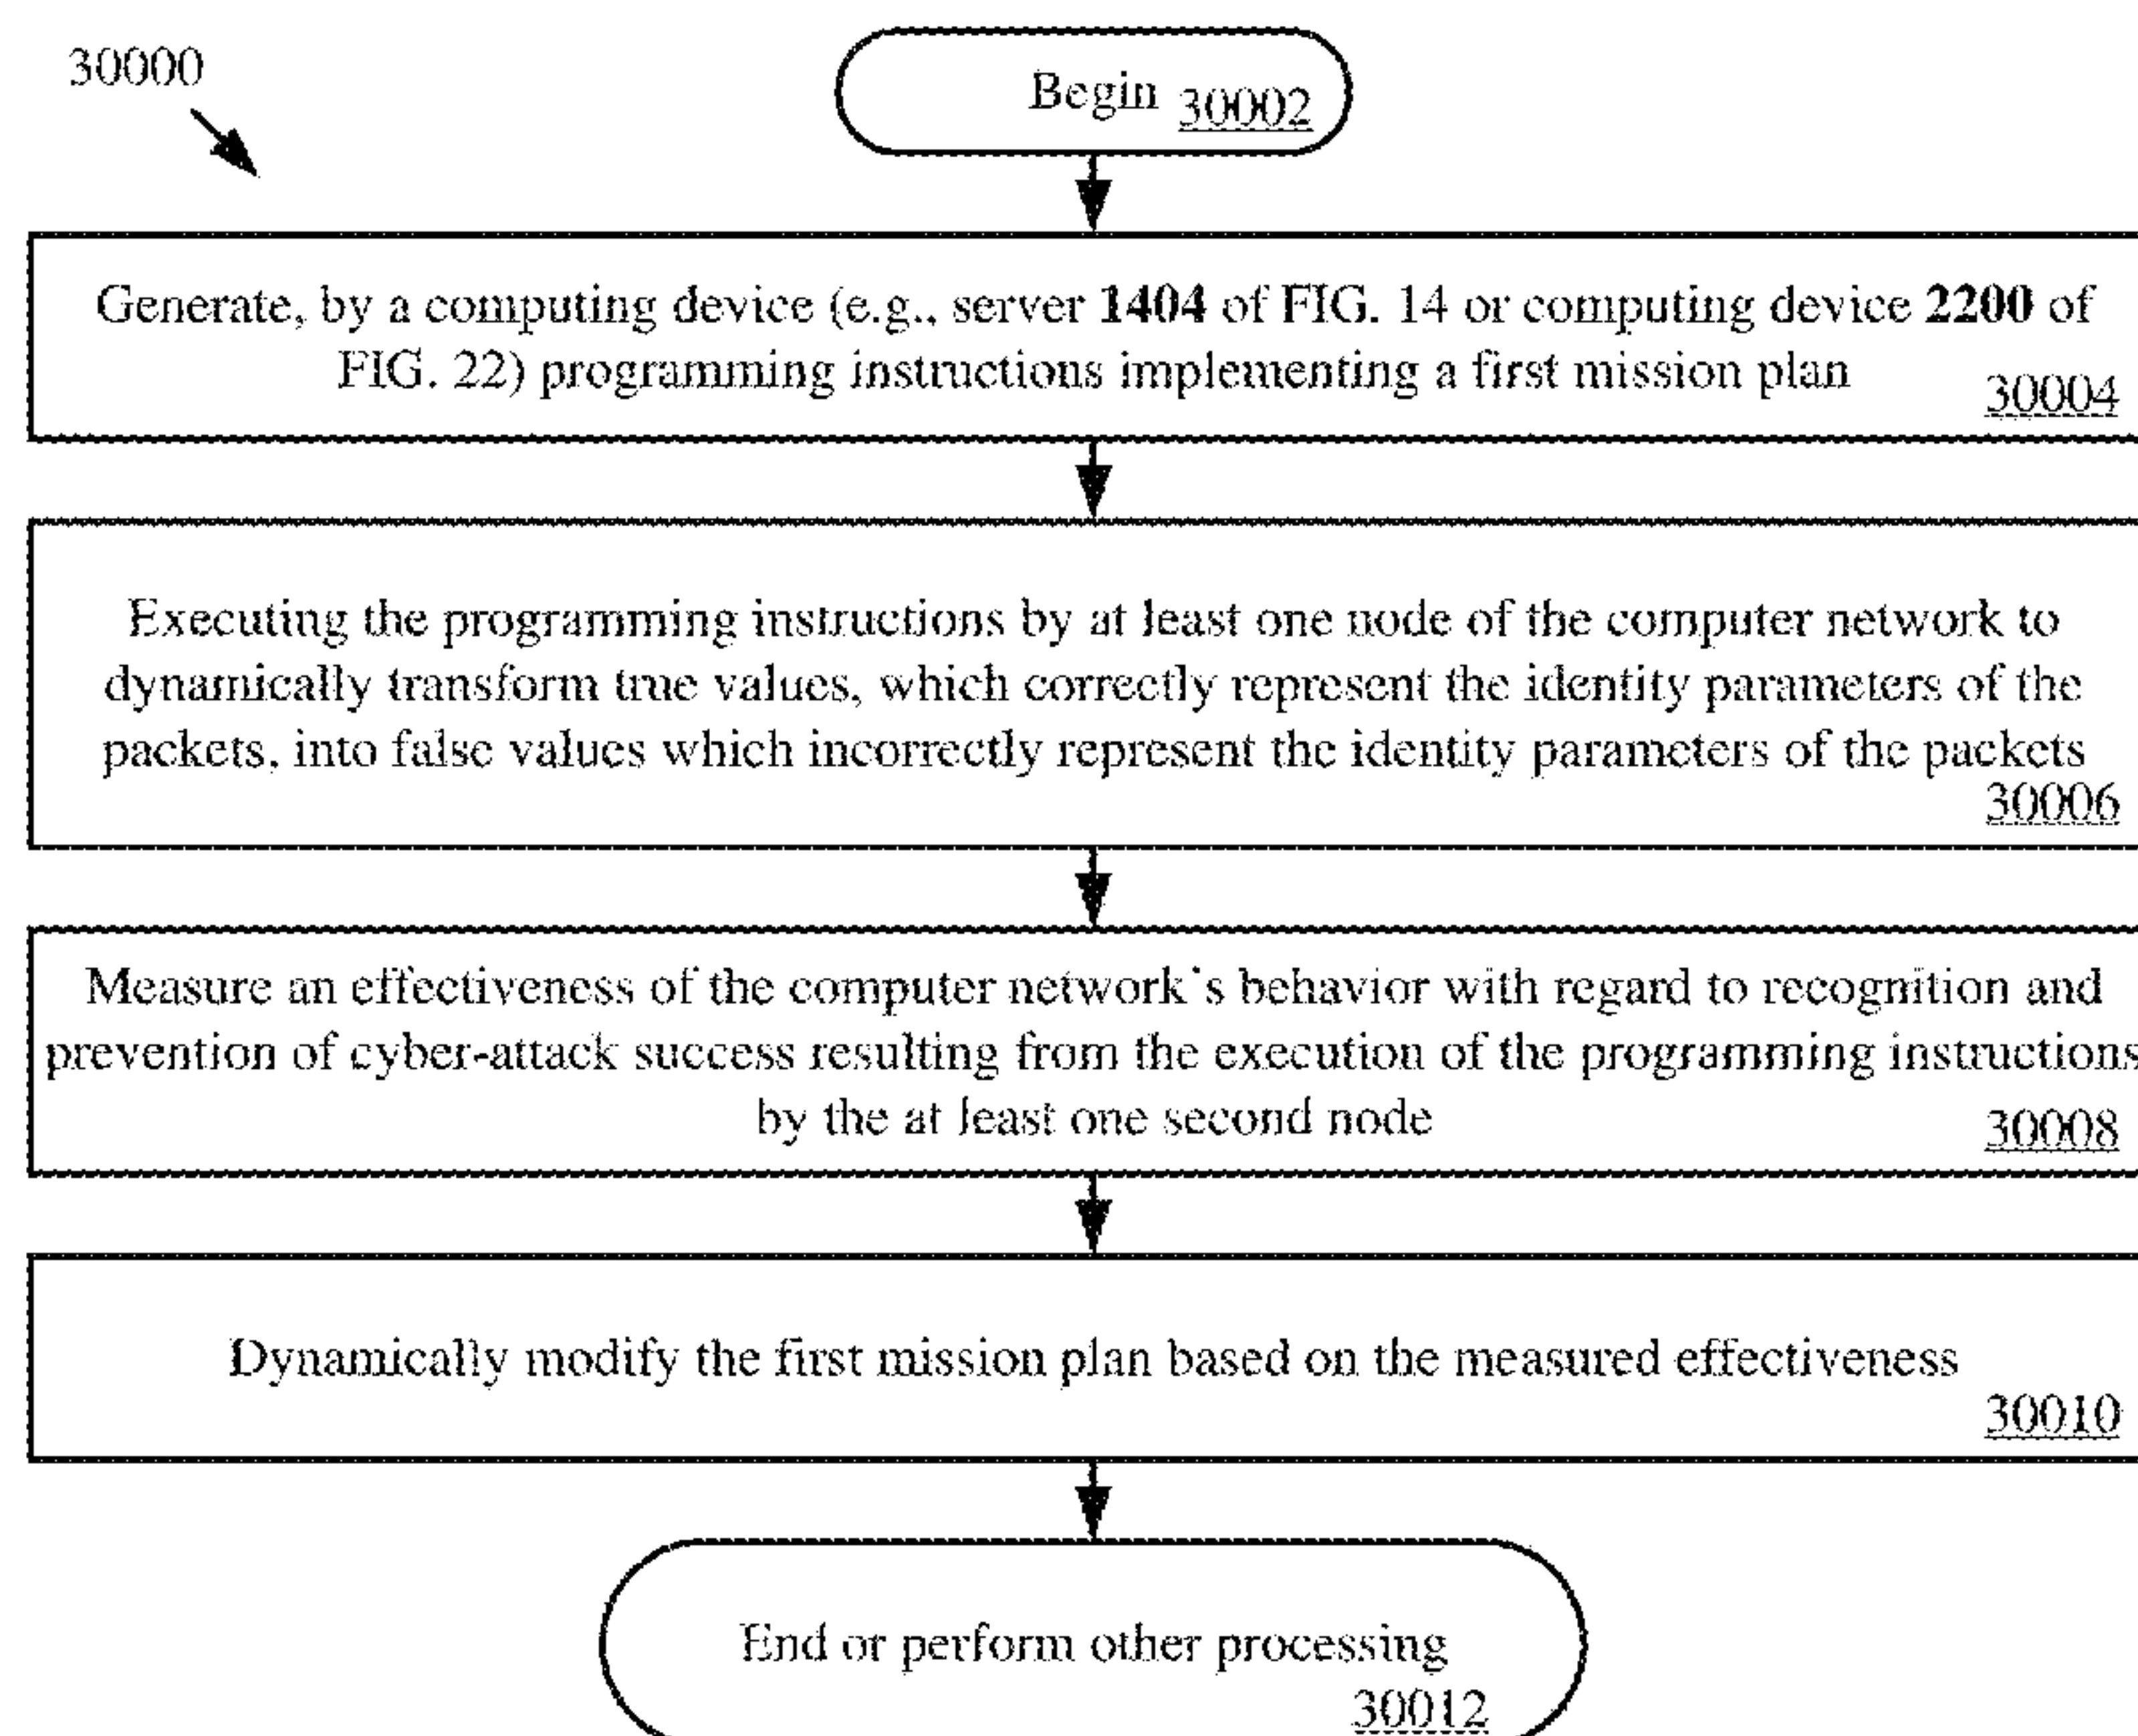 30000
Begin 30002
Generate, by a computing device (e.g., server 1404 of FIG. 14 or computing device 2200 of
FIG. 22) programming instructions implementing a first mission plan
30004
Executing the programming instructions by at least one node of the computer network to
dynamically transform true values, which correctly represent the identity parameters of the
packets, into false values which incorrectly represent the identity parameters of the packets
30006
Measure an effectiveness of the computer network's behavior with regard to recognition and
prevention of cyber-attack success resulting from the execution of the programming instructions
by the at least one second node
30008
Dynamically modify the first mission plan based on the measured effectiveness
30010
End or perform other processing
30012